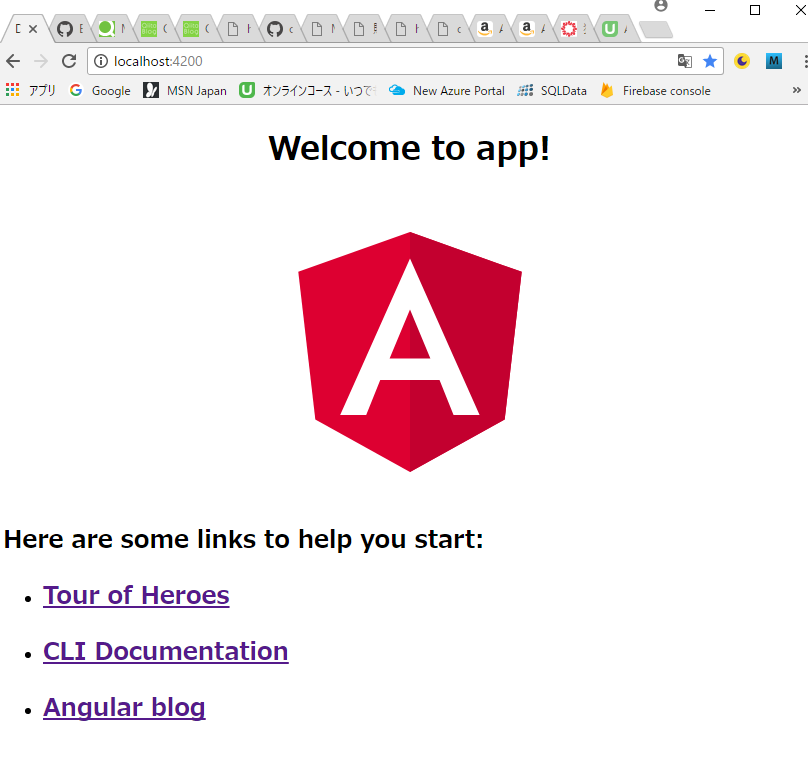 localhost:4200
アプリ Google MSN Japan オンラインコース - いつで New Azure Portal SQLData Firebase console »
Welcome to app!
Here are some links to help you start:
Tour of Heroes
CLI Documentation
Angular blog